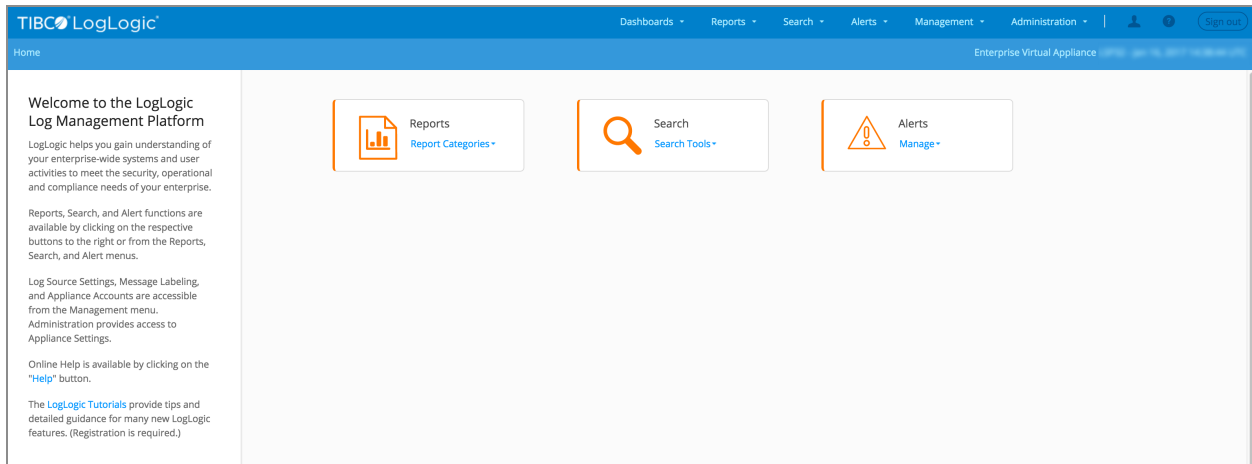 TIBCO LogLogic®
Dashboards Reports Search Alerts Management Administration Sign out
Home
Enterprise Virtual Appliance
Welcome to the LogLogic
Log Management Platform
LogLogic helps you gain understanding of
your enterprise-wide systems and user
activities to meet the security, operational
and compliance needs of your enterprise.
Reports, Search, and Alert functions are
available by clicking on the respective
buttons to the right or from the Reports,
Search, and Alert menus.
Log Source Settings, Message Labeling,
and Appliance Accounts are accessible
from the Management menu.
Administration provides access to
Appliance Settings.
Online Help is available by clicking on the
"Help" button.
The LogLogic Tutorials provide tips and
detailed guidance for many new LogLogic
features. (Registration is required.)
Reports
Report Categories
Search
Search Tools
Alerts
Manage